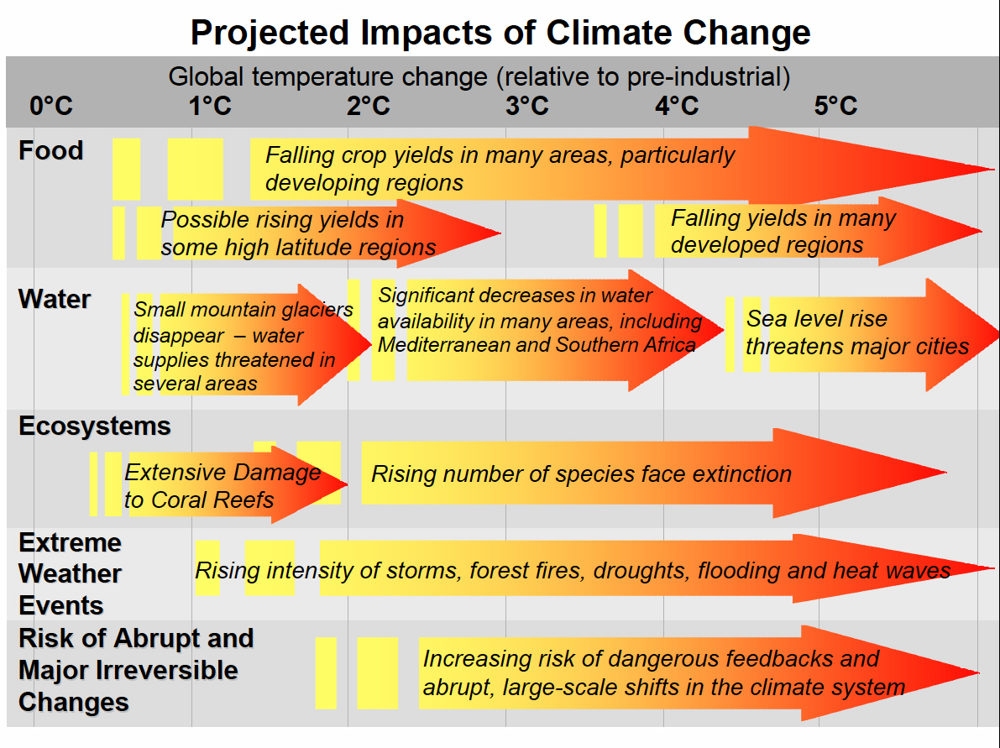 Projected Impacts of Climate Change
Global temperature change (relative to pre-industrial)
0°C 1°C 2°C 3°C 4°C 5°C
Food
Falling crop yields in many areas, particularly
developing regions
Possible rising yields in
some high latitude regions
Falling yields in many
developed regions
Water
Small mountain glaciers
disappear – water
supplies threatened in
several areas
Significant decreases in water
availability in many areas, including
Mediterranean and Southern Africa
Sea level rise
threatens major cities
Ecosystems
Extensive Damage
to Coral Reefs
Rising number of species face extinction
Extreme
Weather
Events
Rising intensity of storms, forest fires, droughts, flooding and heat waves
Risk of Abrupt and
Major Irreversible
Changes
Increasing risk of dangerous feedbacks and
abrupt, large-scale shifts in the climate system